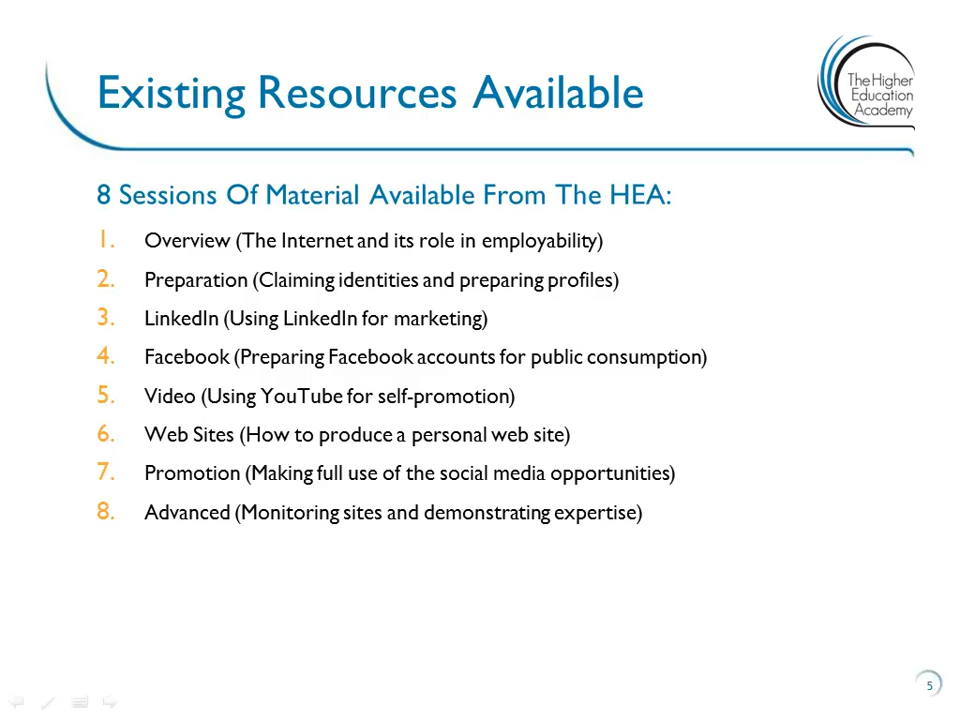 Existing Resources Available
The Higher
Education
Academy
8 Sessions Of Material Available From The HEA:
1. Overview (The Internet and its role in employability)
2. Preparation (Claiming identities and preparing profiles)
3. LinkedIn (Using LinkedIn for marketing)
4. Facebook (Preparing Facebook accounts for public consumption)
5. Video (Using YouTube for self-promotion)
6. Web Sites (How to produce a personal web site)
7. Promotion (Making full use of the social media opportunities)
8. Advanced (Monitoring sites and demonstrating expertise)
5